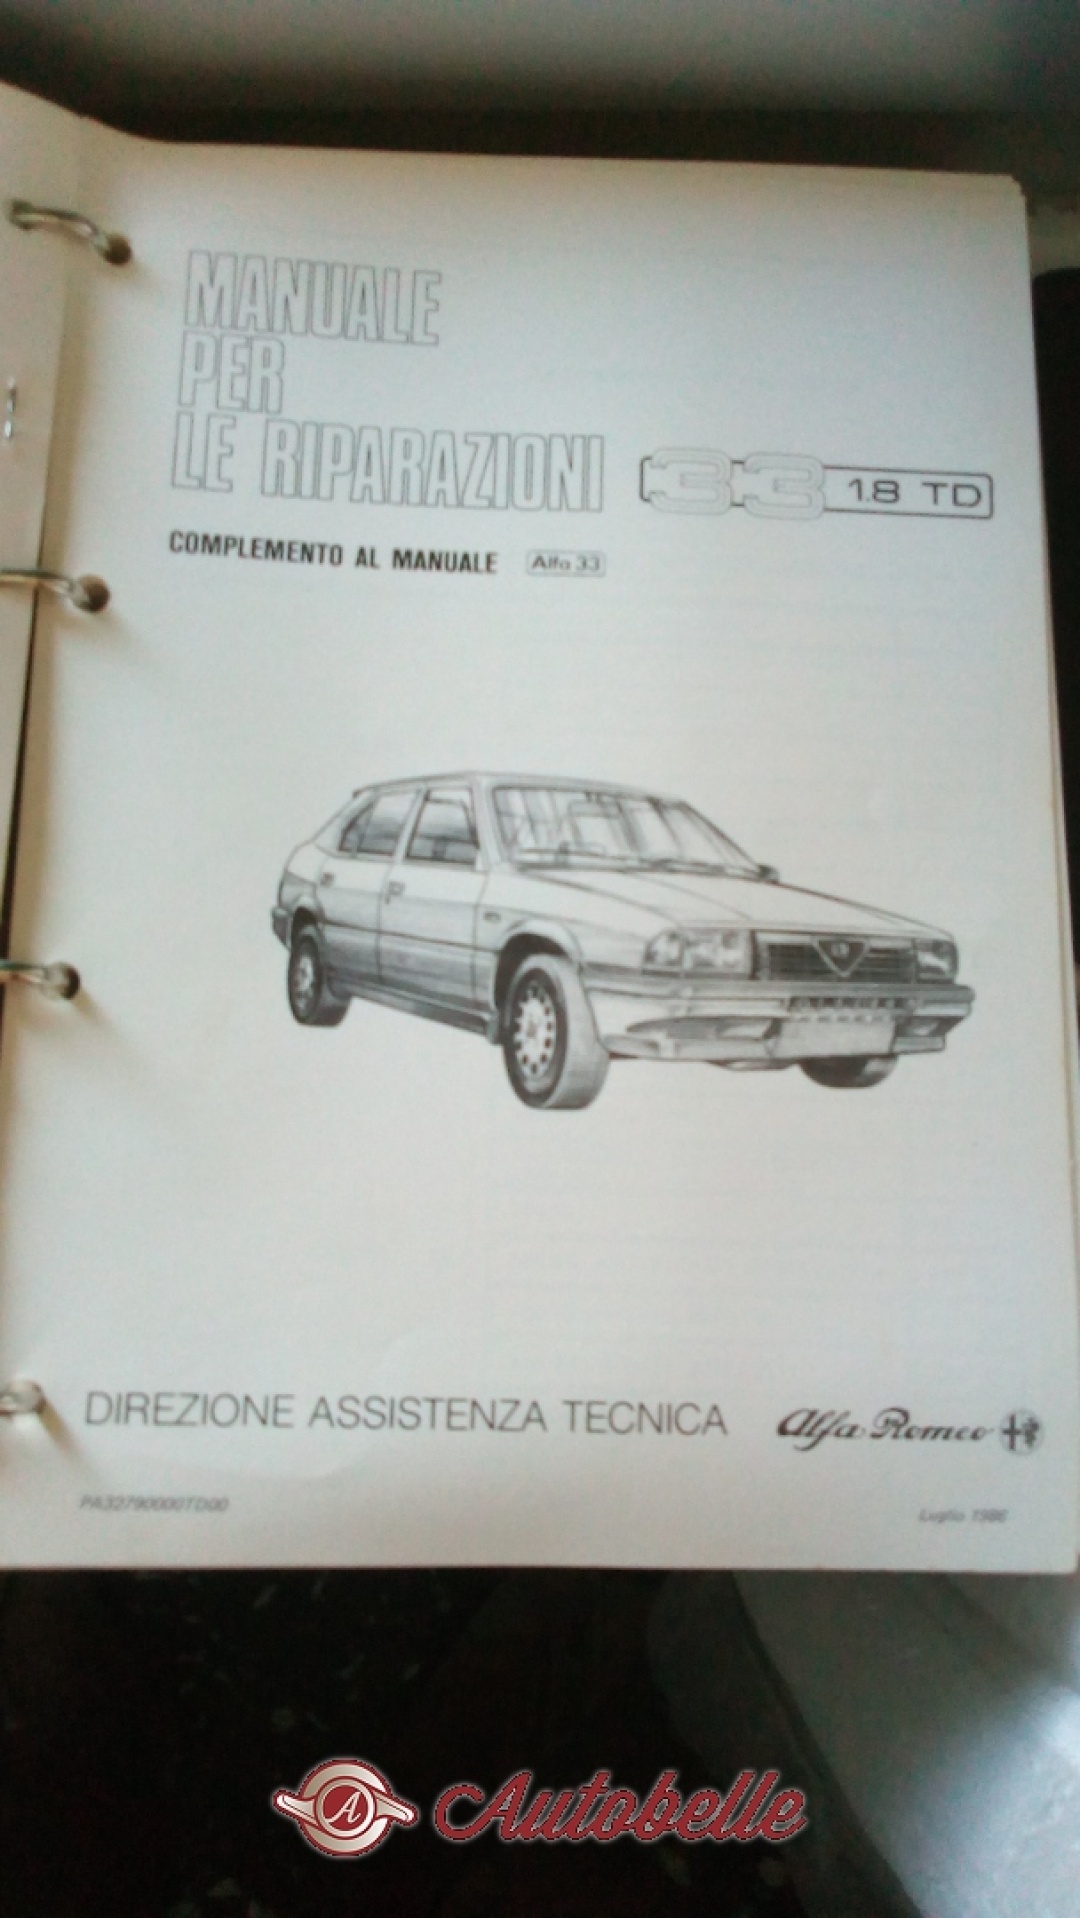 MANUALE
PER
LE RIPARAZIONI
33 1.8 TD
COMPLEMENTO AL MANUALE Alfa 33
DIREZIONE ASSISTENZA TECNICA
Alfa Romeo
PA32790000TD00
Luglio 1986
A Autobelle